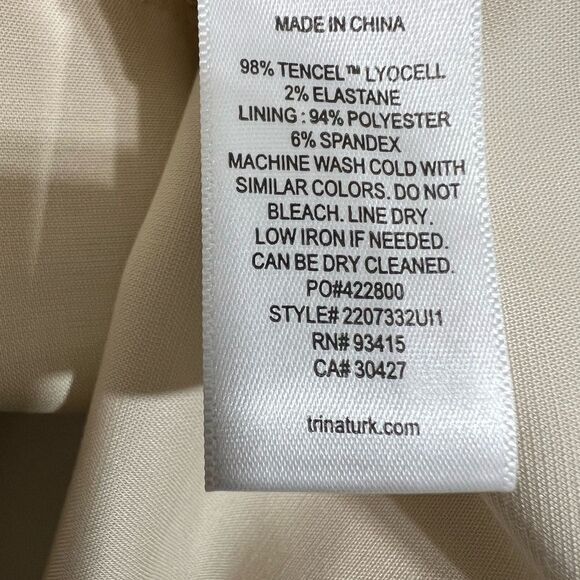 MADE IN CHINA
98% TENCEL™ LYOCELL
2% ELASTANE
LINING : 94% POLYESTER
6% SPANDEX
MACHINE WASH COLD WITH
SIMILAR COLORS. DO NOT
BLEACH. LINE DRY.
LOW IRON IF NEEDED.
CAN BE DRY CLEANED.
PO#422800
STYLE# 2207332UI1
RN# 93415
CA# 30427
trinaturk.com